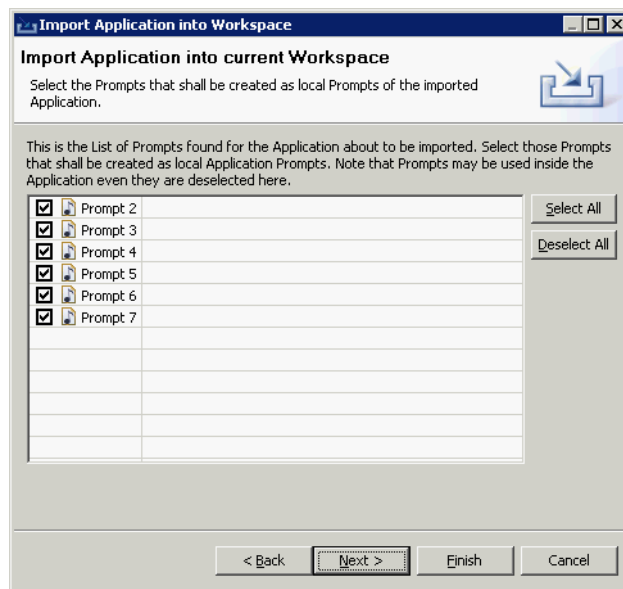 Import Application into Workspace
Import Application into current Workspace
Select the Prompts that shall be created as local Prompts of the imported
Application.
This is the List of Prompts found for the Application about to be imported. Select those Prompts
that shall be created as local Application Prompts. Note that Prompts may be used inside the
Application even they are deselected here.
Prompt 2
Select All
Prompt 3
Prompt 4
Deselect All
Prompt 5
Prompt 6
Prompt 7
< Back
Next >
Finish
Cancel